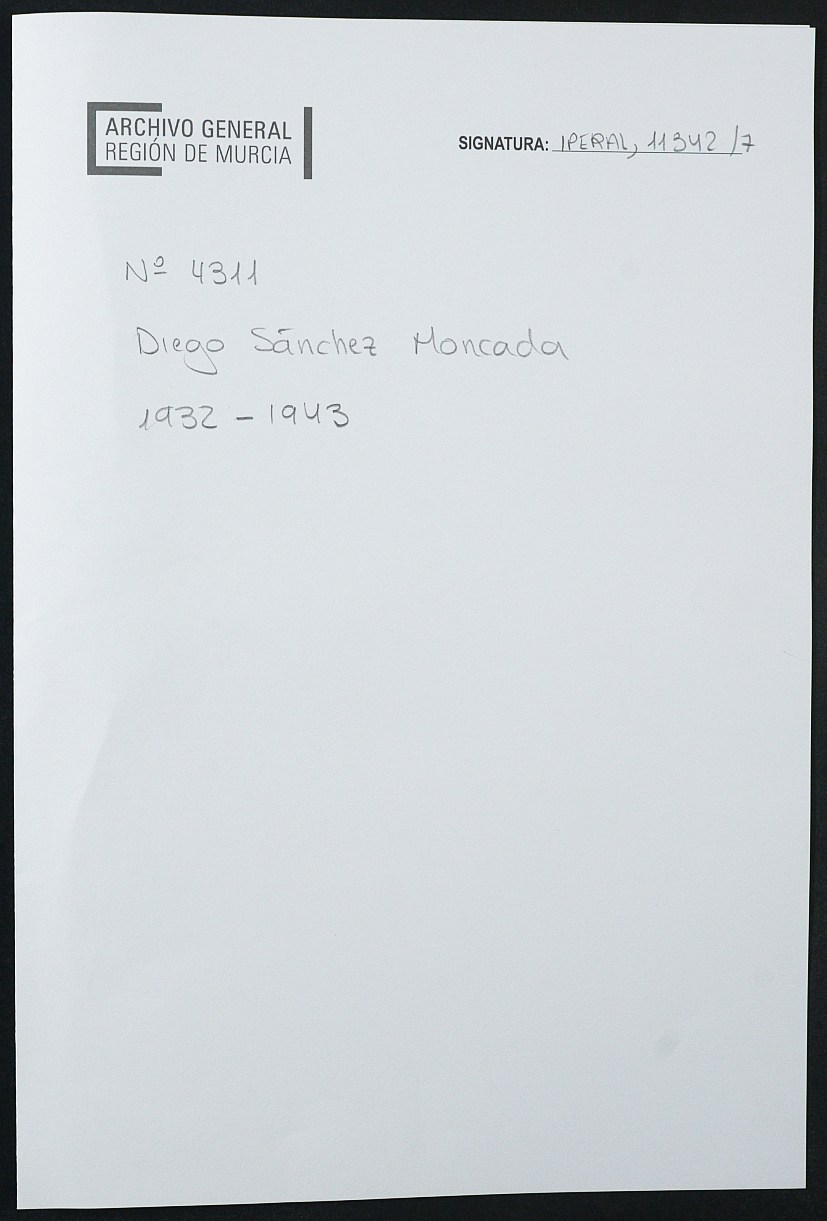 ARCHIVO GENERAL
REGIÓN DE MURCIA
SIGNATURA: IPERAL, 11342/7
Nº 4311
Diego Sánchez Moncada
1932 - 1943